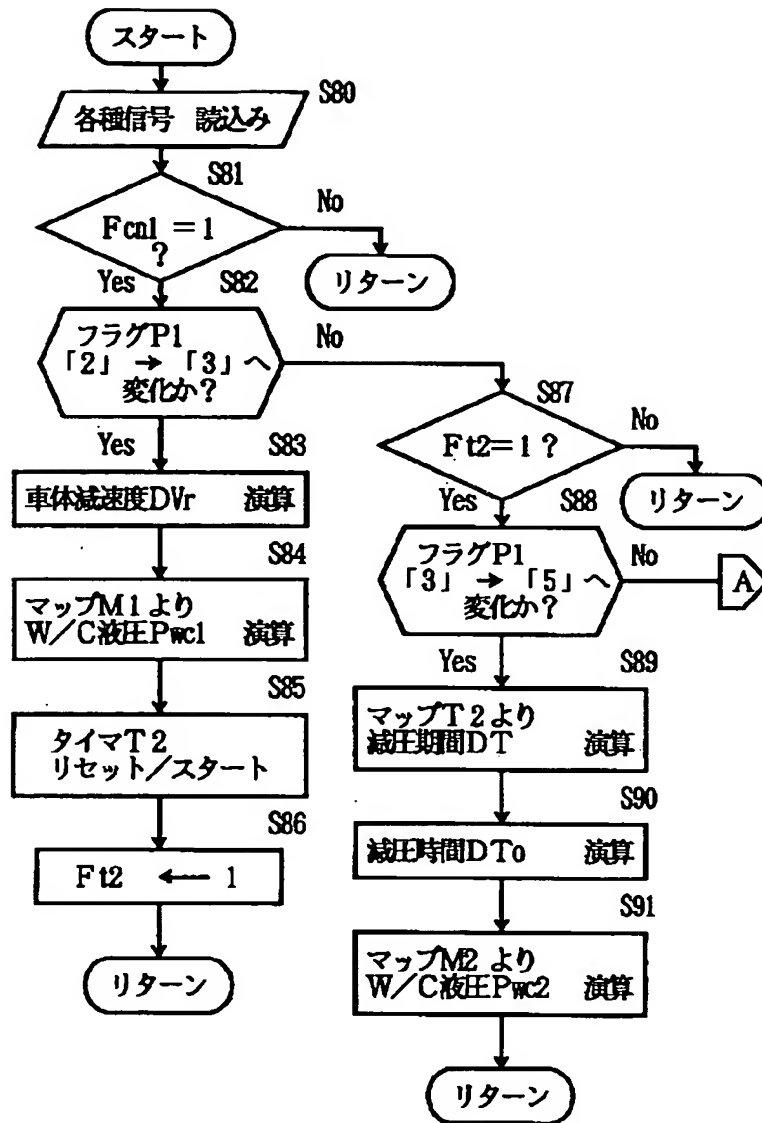 スタート
S80
各種信号 読込み
S81
Fcn1 = 1
?
No
リターン
Yes
S82
フラグP1
「2」 → 「3」へ
変化か?
No
Yes
S83
車体減速度DVr 演算
S84
マップM1より
W/C液圧Pwc1 演算
S85
タイマT2
リセット/スタート
S86
Ft2 ← 1
リターン
S87
Ft2=1?
No
リターン
Yes
S88
フラグP1
「3」 → 「5」へ
変化か?
No
A
Yes
S89
マップT2より
減圧期間DT 演算
S90
減圧時間DTo 演算
S91
マップM2より
W/C液圧Pwc2 演算
リターン